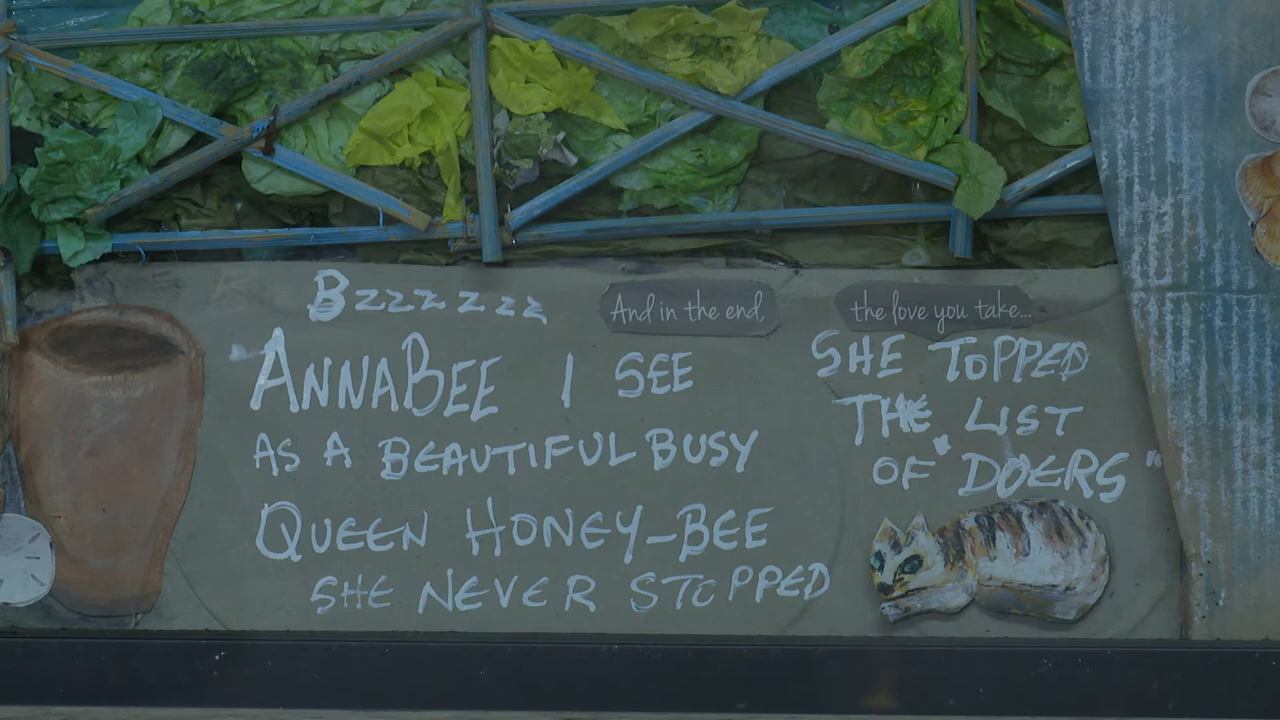 Bzzzzzz
ANNABEE I SEE
AS A BEAUTIFUL BUSY
QUEEN HONEY-BEE
SHE NEVER STOPPED
And in the end,
the love you take...
SHE TOPPED
THE LIST
OF "DOERS"